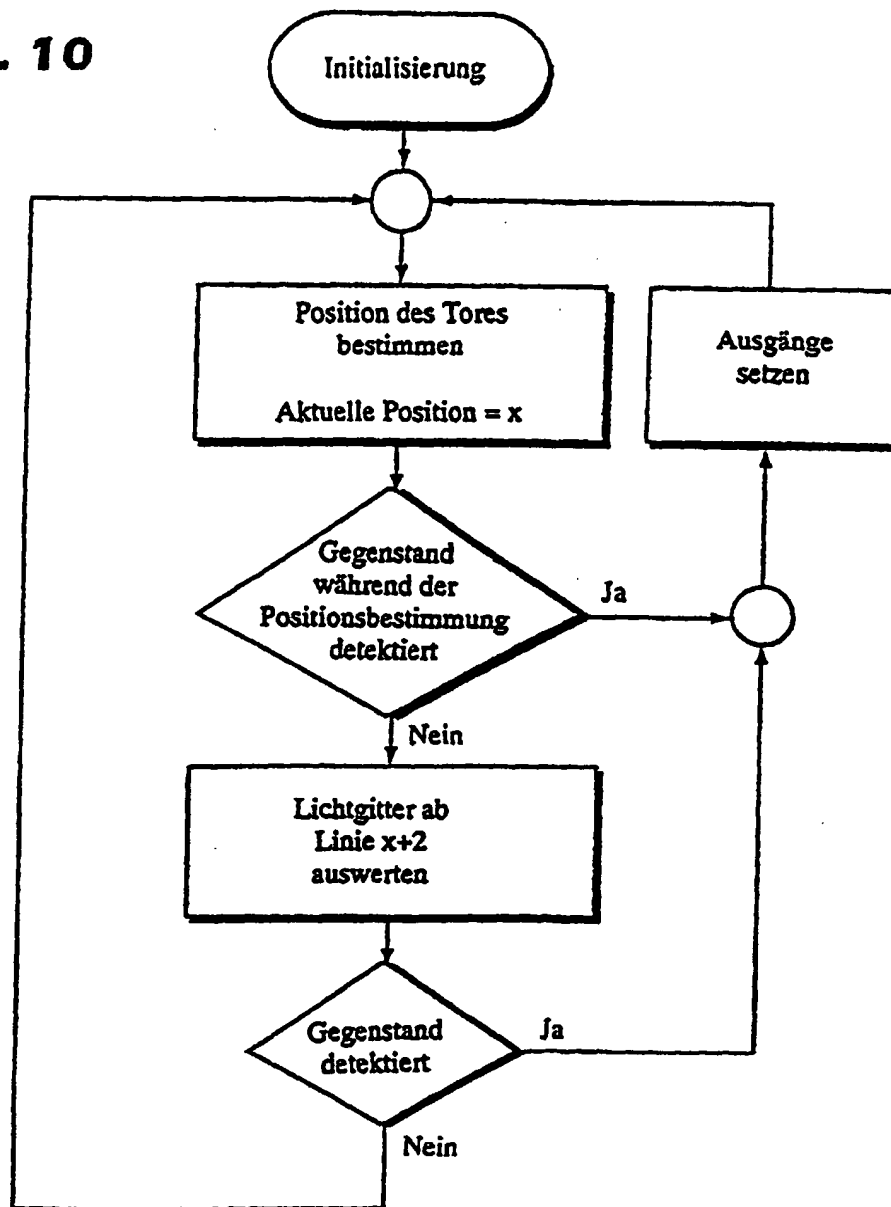 . 10
Initialisierung
Position des Tores
bestimmen
Aktuelle Position = x
Ausgänge
setzen
Gegenstand
während der
Positionsbestimmung
detektiert
Ja
Nein
Lichtgitter ab
Linie x+2
auswerten
Gegenstand
detektiert
Ja
Nein